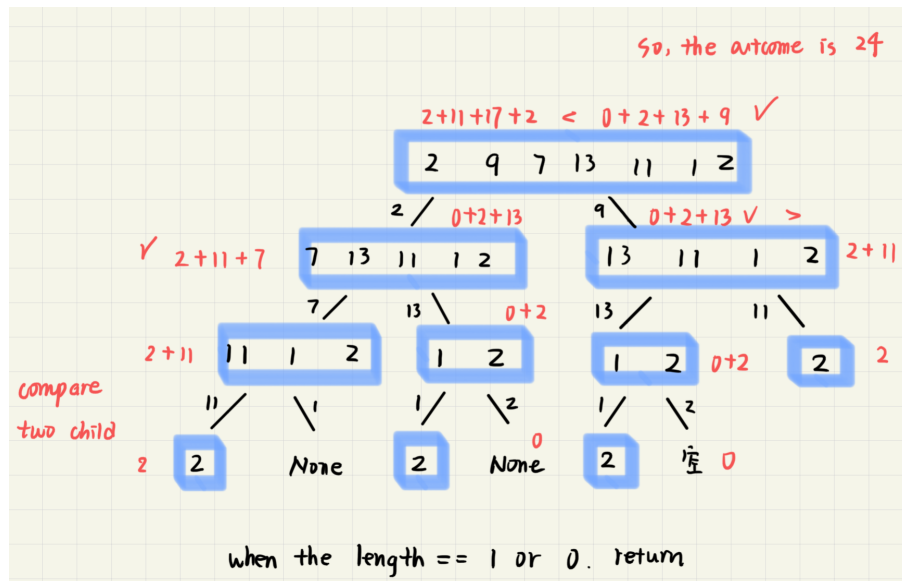 So, the outcome is 24
2+11+17+2 < 0+2+13+9 ✓
2 9 7 13 11 1 2
2 0+2+13 9 0+2+13 ✓ >
✓ 2+11+7 7 13 11 1 2 13 11 1 2 2+11
7 13 0+2 13 11
2+11 11 1 2 1 2 1 2 0+2 2 2
compare
two child
11 1 1 2 1 2
2 2 None 2 None 0 2 空 0
when the length == 1 or 0. return